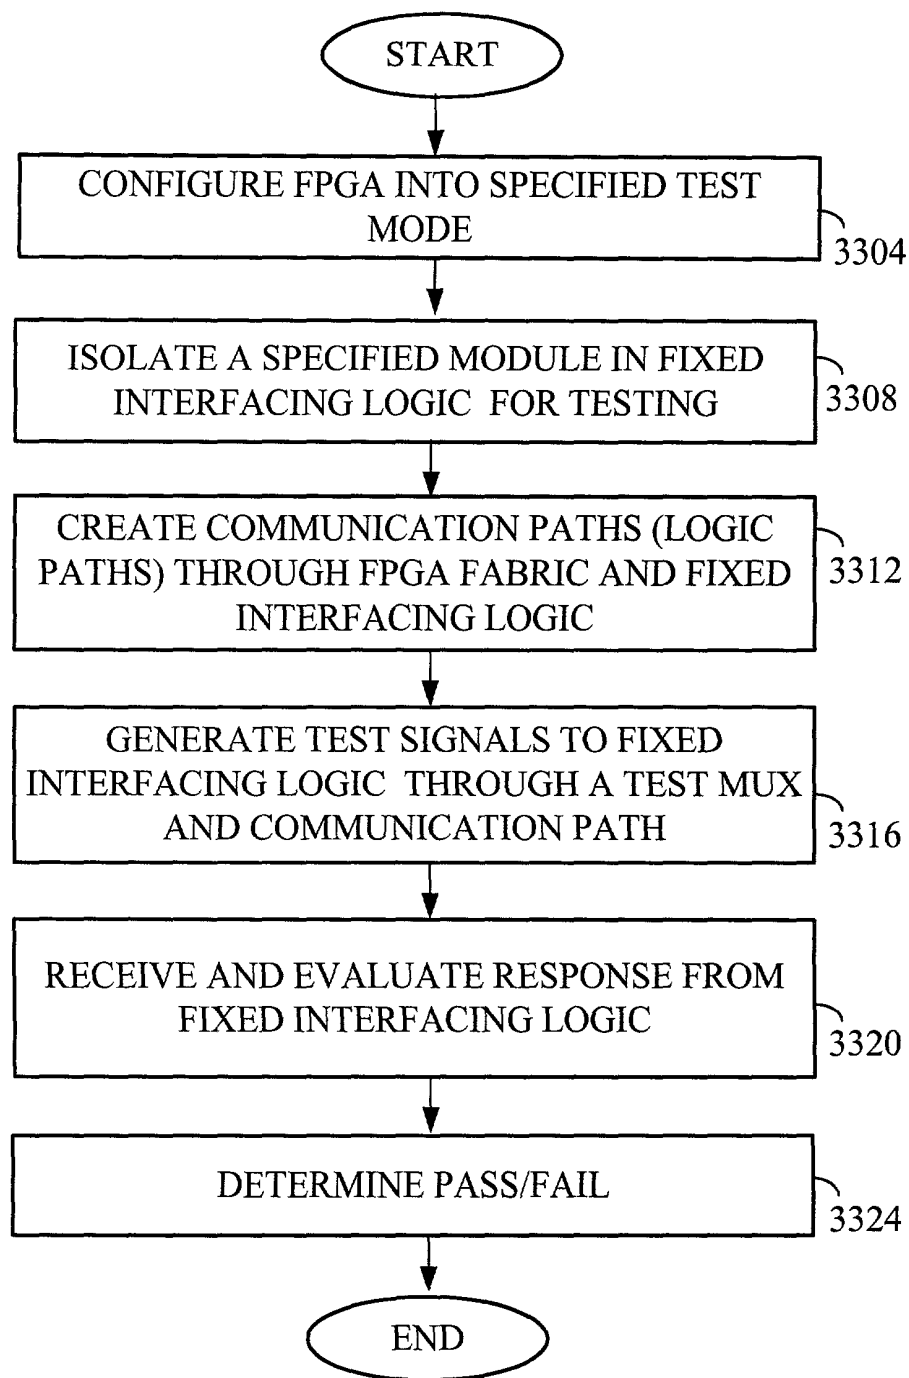 START
CONFIGURE FPGA INTO SPECIFIED TEST
MODE
3304
ISOLATE A SPECIFIED MODULE IN FIXED
INTERFACING LOGIC FOR TESTING
3308
CREATE COMMUNICATION PATHS (LOGIC
PATHS) THROUGH FPGA FABRIC AND FIXED
INTERFACING LOGIC
3312
GENERATE TEST SIGNALS TO FIXED
INTERFACING LOGIC THROUGH A TEST MUX
AND COMMUNICATION PATH
3316
RECEIVE AND EVALUATE RESPONSE FROM
FIXED INTERFACING LOGIC
3320
DETERMINE PASS/FAIL
3324
END